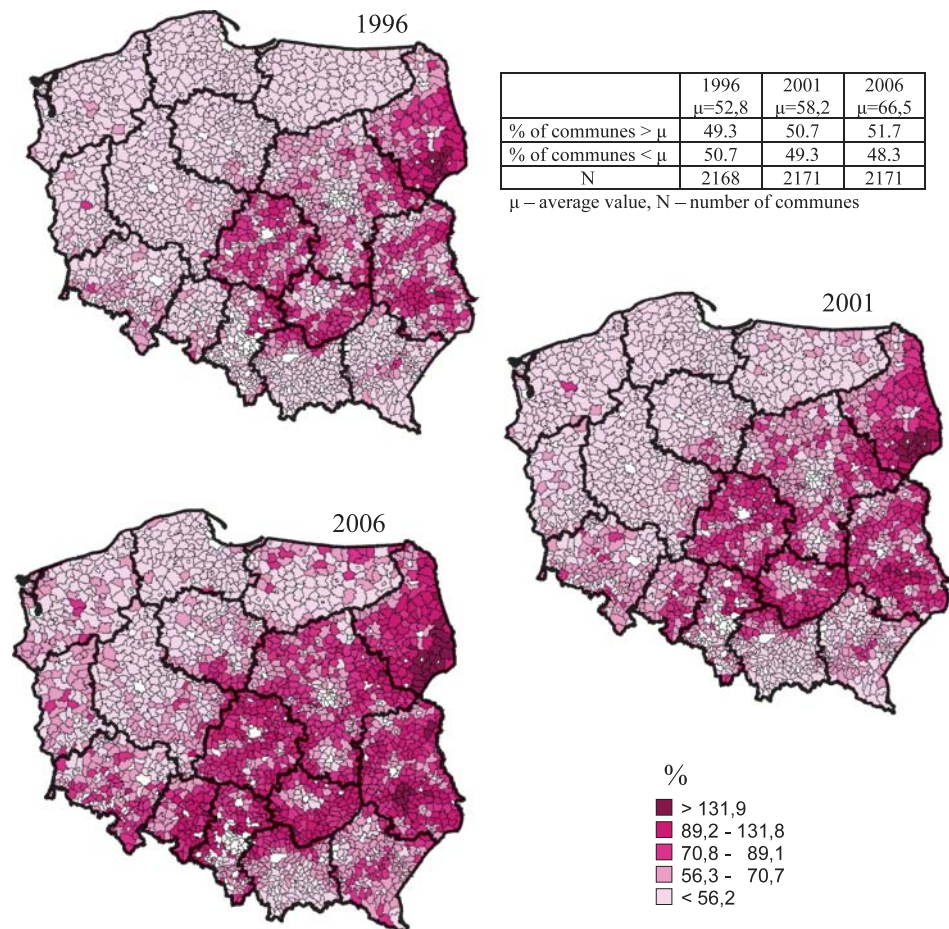 1996
1996 2001 2006
μ=52,8 μ=58,2 μ=66,5
% of communes > μ 49.3 50.7 51.7
% of communes < μ 50.7 49.3 48.3
N 2168 2171 2171
μ – average value, N – number of communes
2001
2006
%
> 131,9
89,2 - 131,8
70,8 - 89,1
56,3 - 70,7
< 56,2